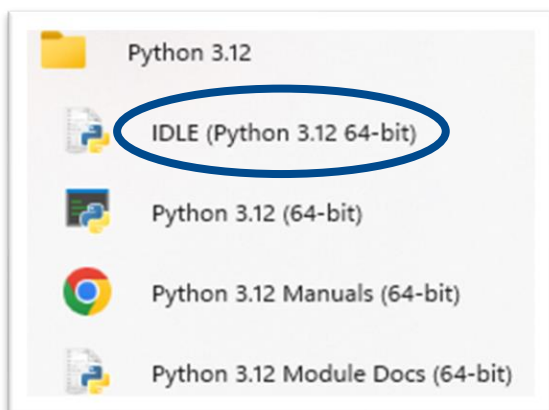 Python 3.12
IDLE (Python 3.12 64-bit)
Python 3.12 (64-bit)
Python 3.12 Manuals (64-bit)
Python 3.12 Module Docs (64-bit)